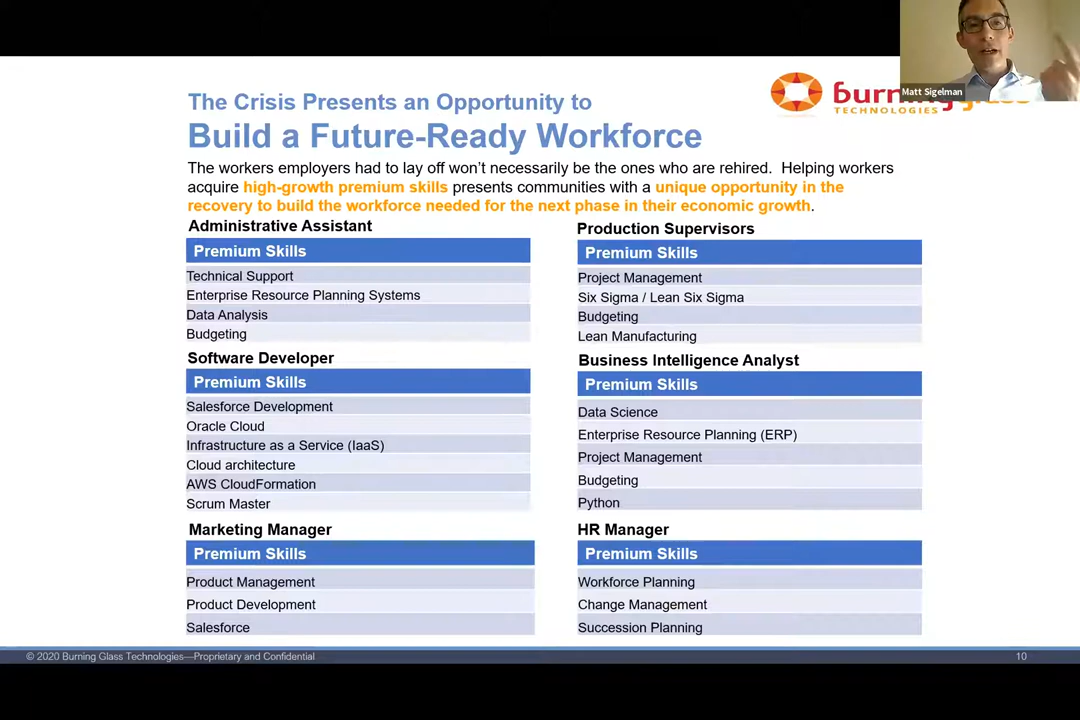 Matt Sigelman
burning glass
TECHNOLOGIES
The Crisis Presents an Opportunity to
Build a Future-Ready Workforce
The workers employers had to lay off won't necessarily be the ones who are rehired. Helping workers
acquire high-growth premium skills presents communities with a unique opportunity in the
recovery to build the workforce needed for the next phase in their economic growth.
Administrative Assistant
Premium Skills
Technical Support
Enterprise Resource Planning Systems
Data Analysis
Budgeting
Production Supervisors
Premium Skills
Project Management
Six Sigma / Lean Six Sigma
Budgeting
Lean Manufacturing
Software Developer
Premium Skills
Salesforce Development
Oracle Cloud
Infrastructure as a Service (IaaS)
Cloud architecture
AWS CloudFormation
Scrum Master
Business Intelligence Analyst
Premium Skills
Data Science
Enterprise Resource Planning (ERP)
Project Management
Budgeting
Python
Marketing Manager
Premium Skills
Product Management
Product Development
Salesforce
HR Manager
Premium Skills
Workforce Planning
Change Management
Succession Planning
© 2020 Burning Glass Technologies—Proprietary and Confidential
10